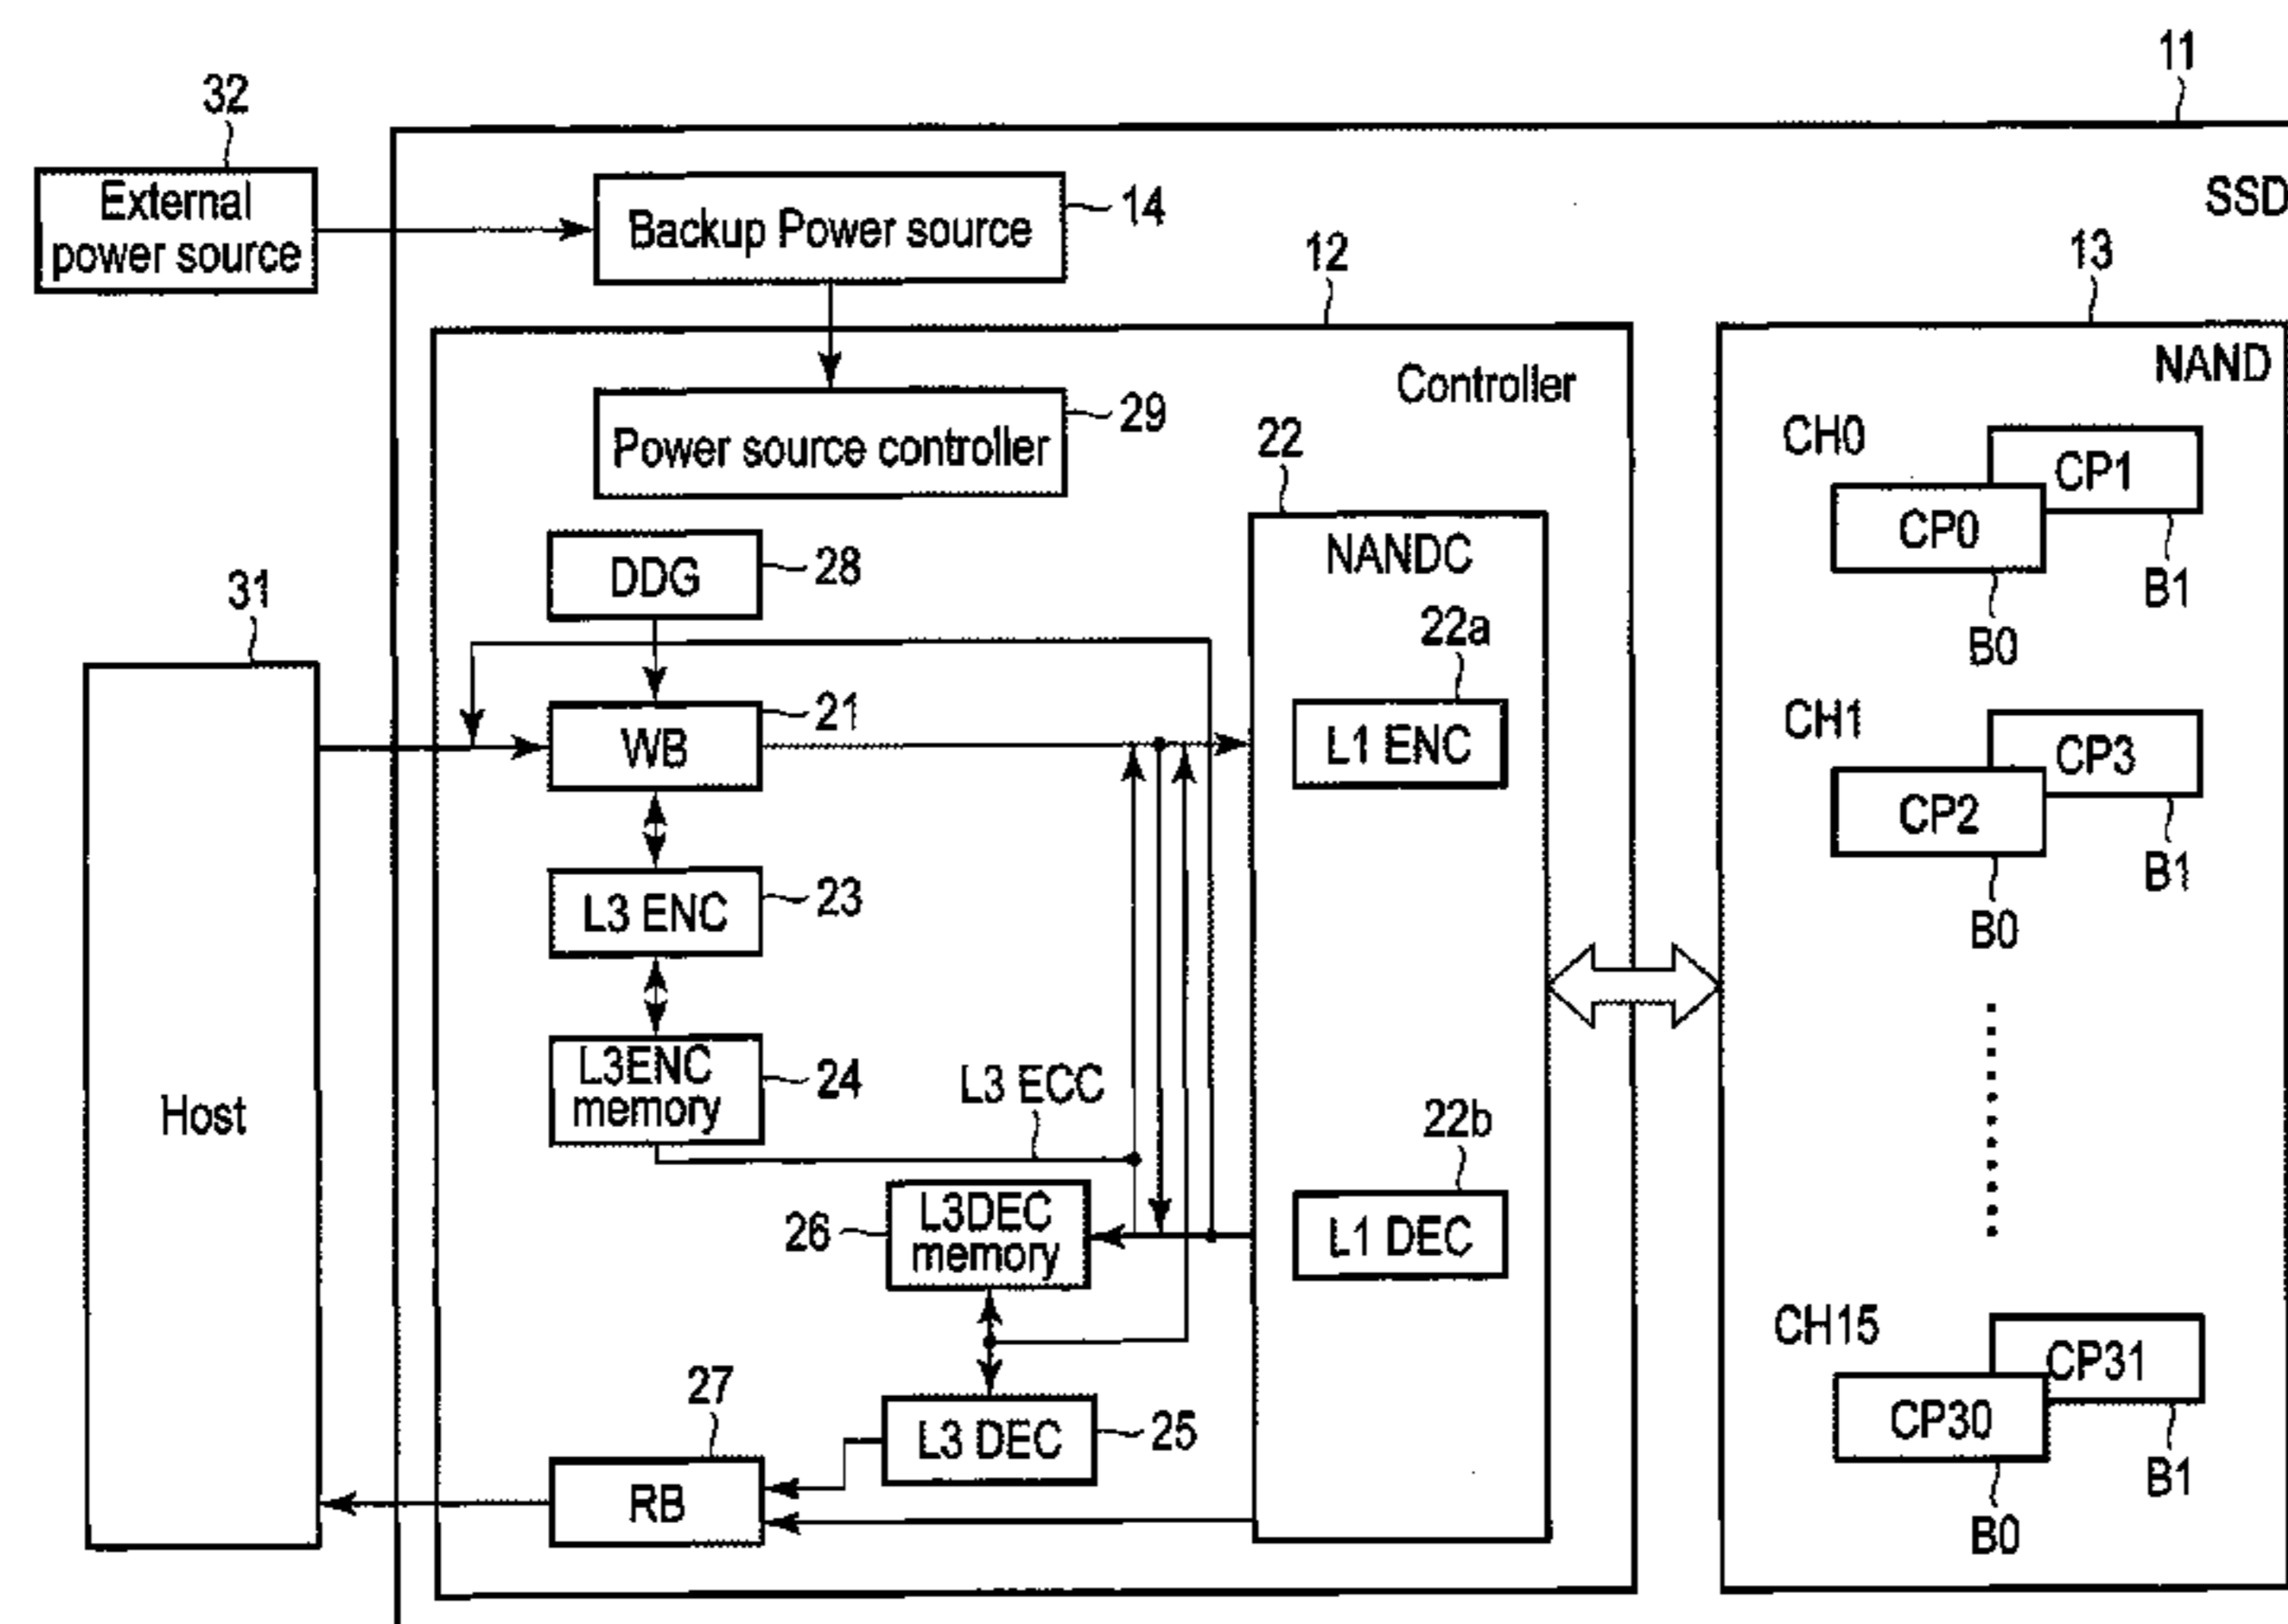 11
32
External
power source
SSD
Backup Power source
14
12
13
Controller
NAND
Power source controller
29
CH0
CP1
CP0
B1
B0
22
NANDC
DDG
28
31
22a
WB
21
L1 ENC
CH1
CP3
CP2
B1
B0
L3 ENC
23
L3ENC
memory
24
L3 ECC
Host
22b
26
L3DEC
memory
L1 DEC
CH15
CP31
CP30
B1
B0
27
L3 DEC
25
RB